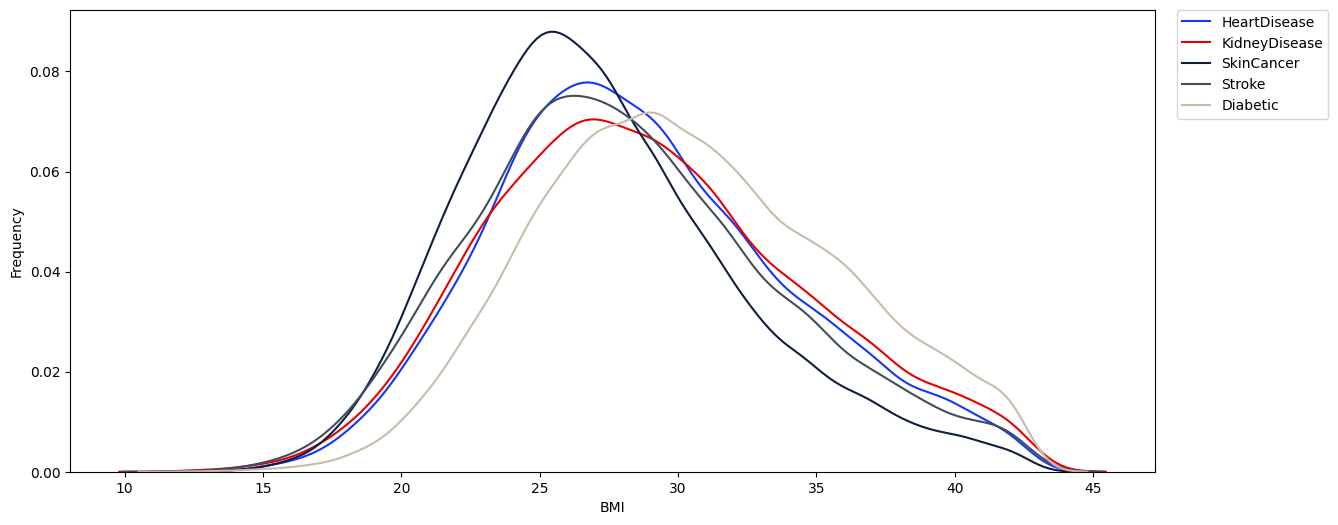 HeartDisease
KidneyDisease
SkinCancer
Stroke
Diabetic
Frequency
0.08
0.06
0.04
0.02
0.00
10 15 20 25 30 35 40 45
BMI